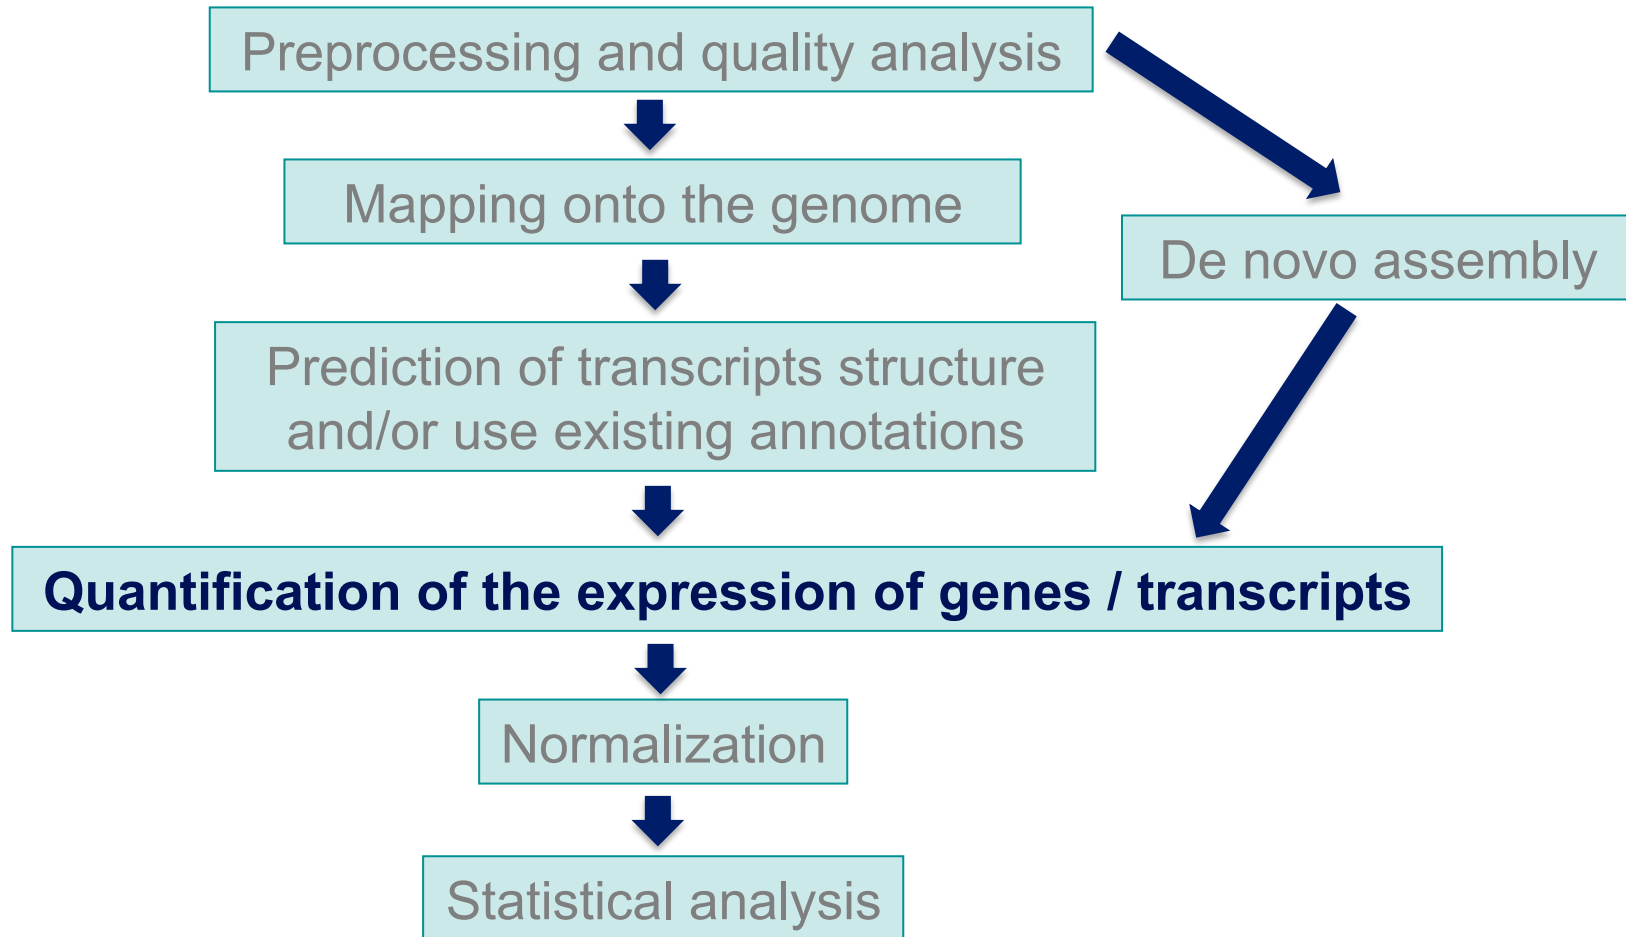 Preprocessing and quality analysis
Mapping onto the genome
De novo assembly
Prediction of transcripts structure
and/or use existing annotations
Quantification of the expression of genes / transcripts
Normalization
Statistical analysis